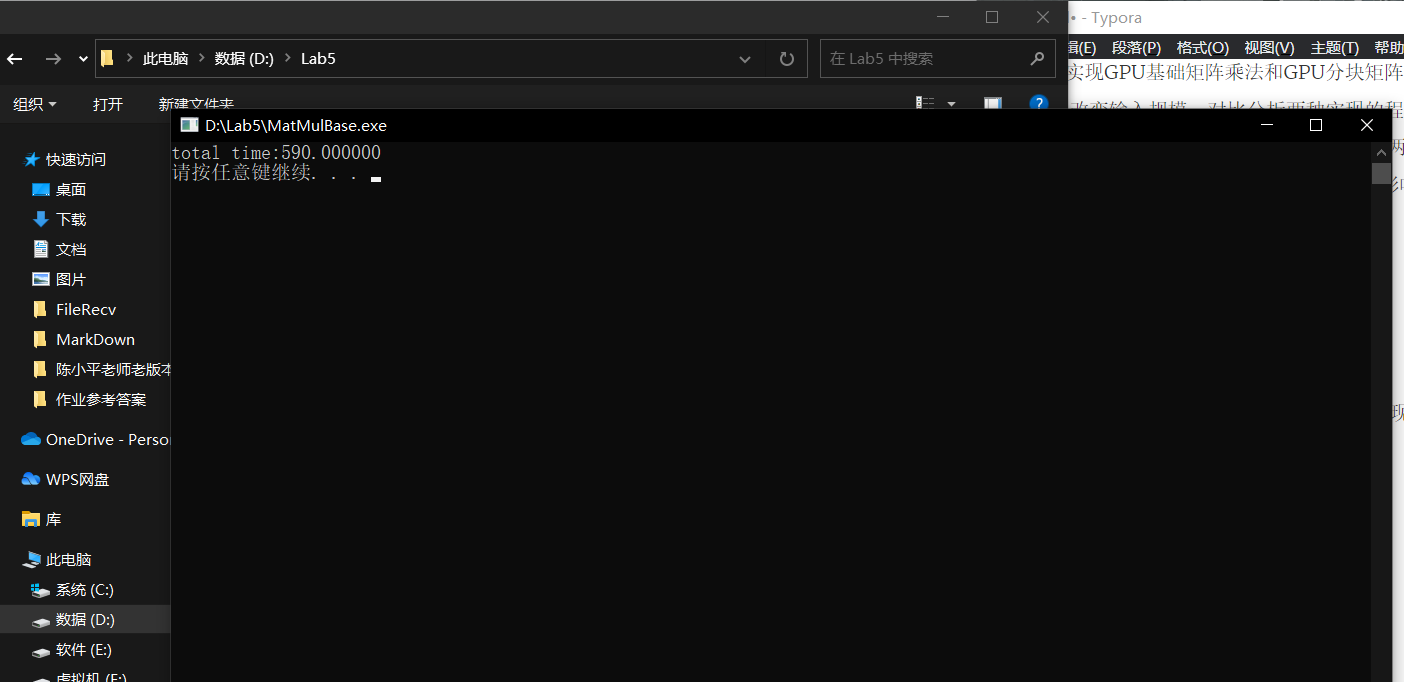 - Typora
此电脑 数据 (D:) Lab5
在 Lab5 中搜索
组织 打开 新建文件夹
辑(E) 段落(P) 格式(O) 视图(V) 主题(T) 帮助
实现GPU基础矩阵乘法和GPU分块矩阵
改变输入规模，对比分析两种实现的程
D:\Lab5\MatMulBase.exe
total time:590.000000
请按任意键继续. . .
快速访问
桌面
下载
文档
图片
FileRecv
MarkDown
陈小平老师老版本
作业参考答案
OneDrive - Perso
WPS网盘
库
此电脑
系统 (C:)
数据 (D:)
软件 (E:)
虚拟机 (F:)
现